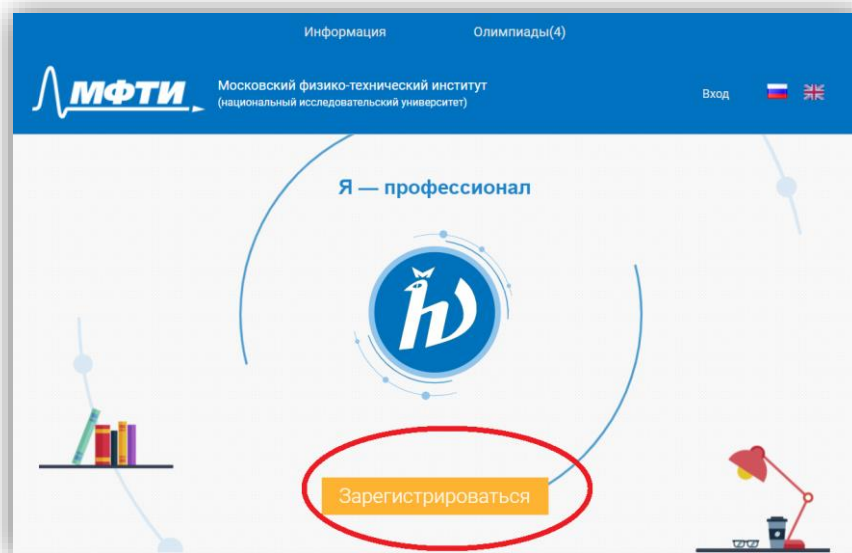 Информация Олимпиады(4)
МФТИ
Московский физико-технический институт
(национальный исследовательский университет)
Вход
Я — профессионал
Зарегистрироваться